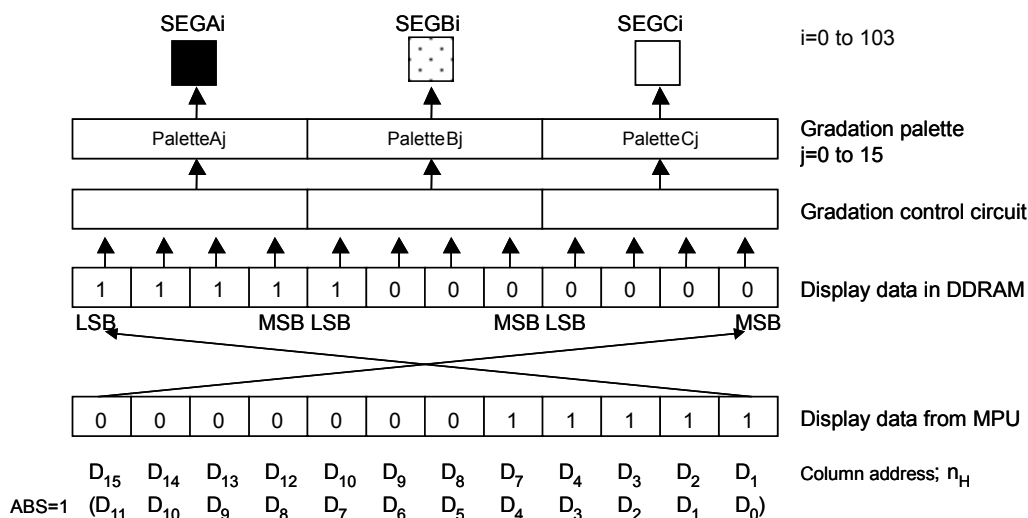 SEGAi SEGBi SEGCi i=0 to 103
PaletteAj PaletteBj PaletteCj Gradation palette
j=0 to 15
Gradation control circuit
1 1 1 1 1 0 0 0 0 0 0 0 Display data in DDRAM
LSB MSB LSB MSB LSB MSB
0 0 0 0 0 0 0 1 1 1 1 1 Display data from MPU
D15 D14 D13 D12 D10 D9 D8 D7 D4 D3 D2 D1 Column address; nH
ABS=1 (D11 D10 D9 D8 D7 D6 D5 D4 D3 D2 D1 D0)